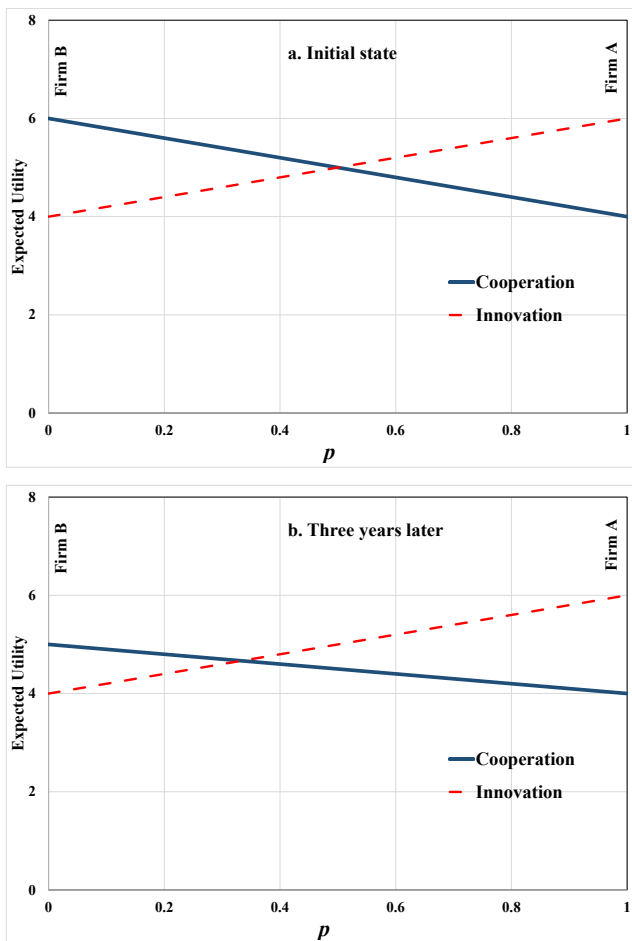 a. Initial state
Firm B
Firm A
Expected Utility
8
6
4
2
0
Cooperation
Innovation
0 0.2 0.4 0.6 0.8 1
p
b. Three years later
Firm B
Firm A
Expected Utility
8
6
4
2
0
Cooperation
Innovation
0 0.2 0.4 0.6 0.8 1
p